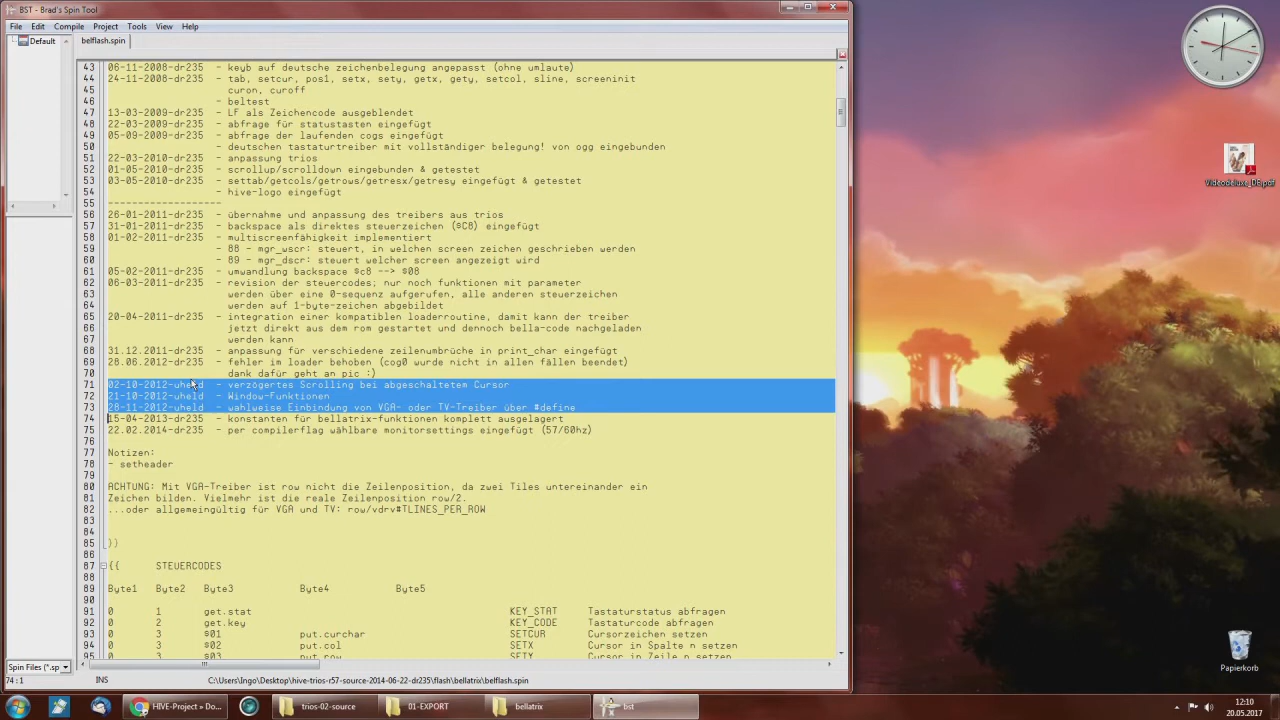 BST - Brad's Spin Tool
File Edit Compile Project Tools View Help
Default
belflash.spin
43 06-11-2008-dr235 - keyb auf deutsche zeichenbelegung angepasst (ohne umlaute)
44 24-11-2008-dr235 - tab, setcur, pos1, setx, sety, getx, gety, setcol, sline, screeninit
45 curon, curoff
46 - beltest
47 13-03-2009-dr235 - LF als Zeichencode ausgeblendet
48 22-03-2009-dr235 - abfrage für statustasten eingefügt
49 05-09-2009-dr235 - abfrage der laufenden cogs eingefügt
50 - deutschen tastaturtreiber mit vollständiger belegung! von ogg eingebunden
51 22-03-2010-dr235 - anpassung trios
52 01-05-2010-dr235 - scrollup/scrolldown eingebunden & getestet
53 03-05-2010-dr235 - settab/getcols/getrows/getresx/getresy eingefügt & getestet
54 - hive-logo eingefügt
55 -------------------
56 26-01-2011-dr235 - übernahme und anpassung des treibers aus trios
57 31-01-2011-dr235 - backspace als direktes steuerzeichen ($C8) eingefügt
58 01-02-2011-dr235 - multiscreenfähigkeit implementiert
59 88 - mgr_wscr: steuert, in welchen screen zeichen geschrieben werden
60 89 - mgr_dscr: steuert welcher screen angezeigt wird
61 05-02-2011-dr235 - umwandlung backspace $c8 --> $08
62 06-03-2011-dr235 - revision der steuercodes; nur noch funktionen mit parameter
63 werden über eine 0-sequenz aufgerufen, alle anderen steuerzeichen
64 werden auf 1-byte-zeichen abgebildet
65 20-04-2011-dr235 - integration einer kompatiblen loaderroutine, damit kann der treiber
66 jetzt direkt aus dem rom gestartet und dennoch bella-code nachgeladen
67 werden kann
68 31.12.2011-dr235 - anpassung für verschiedene zeilenumbrüche in print_char eingefügt
69 28.06.2012-dr235 - fehler im loader behoben (cog0 wurde nicht in allen fällen beendet)
70 dank dafür geht an pic :)
71 02-10-2012-uheld - verzögertes Scrolling bei abgeschaltetem Cursor
72 21-10-2012-uheld - Window-Funktionen
73 28-11-2012-uheld - wahlweise Einbindung von VGA- oder TV-Treiber über #define
74 15-04-2013-dr235 - konstanten für bellatrix-funktionen komplett ausgelagert
75 22.02.2014-dr235 - per compilerflag wählbare monitorsettings eingefügt (57/60hz)
76
77 Notizen:
78 - setheader
79
80 ACHTUNG: Mit VGA-Treiber ist row nicht die Zeilenposition, da zwei Tiles untereinander ein
81 Zeichen bilden. Vielmehr ist die reale Zeilenposition row/2.
82 ...oder allgemeingültig für VGA und TV: row/vdrv#TLINES_PER_ROW
83
84
85 }}
86
87 {{ STEUERCODES
88
89 Byte1 Byte2 Byte3 Byte4 Byte5
90
91 0 1 get.stat KEY_STAT Tastaturstatus abfragen
92 0 2 get.key KEY_CODE Tastaturcode abfragen
93 0 3 $01 put.curchar SETCUR Cursorzeichen setzen
94 0 3 $02 put.col SETX Cursor in Spalte n setzen
95 0 3 $03 put.row SETY Cursor in Zeile n setzen
Spin Files (*.sp
74 : 1 INS C:\Users\Ingo\Desktop\hive-trios-r57-source-2014-06-22-dr235\flash\bellatrix\belflash.spin
Videodeluxe_DE.pdf
Papierkorb
HIVE-Project » Do...
trios-02-source
01-EXPORT
bellatrix
bst
12:10
20.05.2017